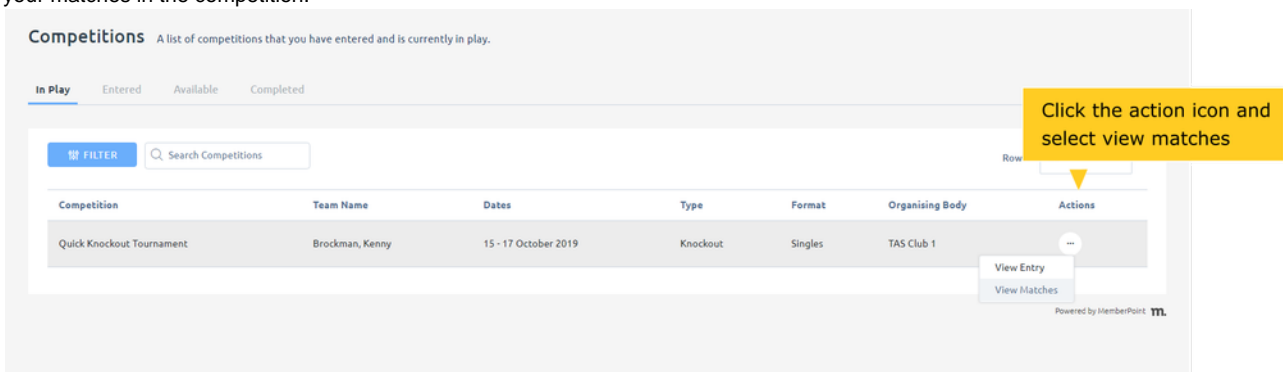 your matches in the competition.
Competitions A list of competitions that you have entered and is currently in play.
In Play Entered Available Completed
Click the action icon and
select view matches
FILTER Search Competitions
Row
Competition Team Name Dates Type Format Organising Body Actions
Quick Knockout Tournament Brockman, Kenny 15 - 17 October 2019 Knockout Singles TAS Club 1 ...
View Entry
View Matches
Powered by MemberPoint m.